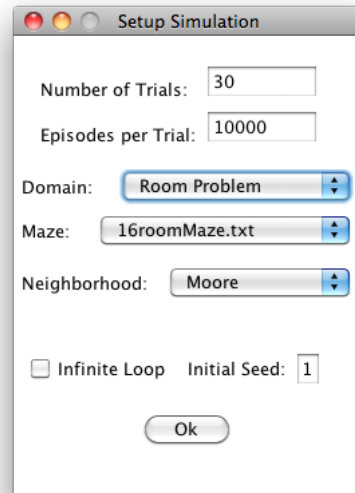 Setup Simulation
Number of Trials: 30
Episodes per Trial: 10000
Domain: Room Problem
Maze: 16roomMaze.txt
Neighborhood: Moore
Infinite Loop Initial Seed: 1
Ok